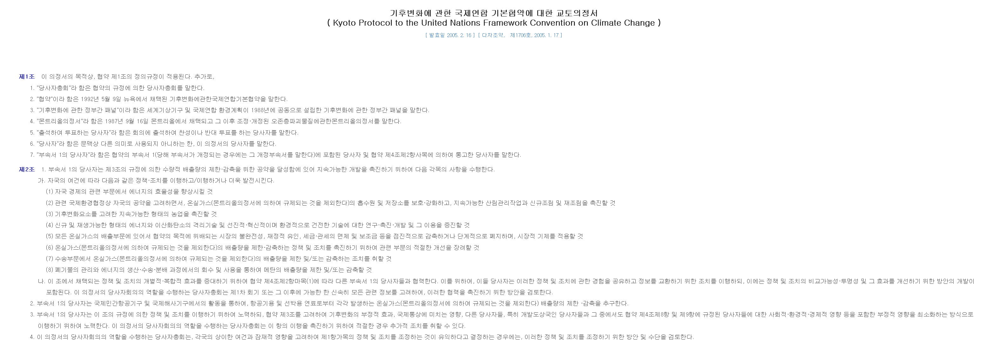 기후변화에 관한 국제연합 기본협약에 대한 교토의정서
( Kyoto Protocol to the United Nations Framework Convention on Climate Change )
[ 발효일 2005. 2. 16 ] [ 다자조약, 제1706호, 2005. 1. 17 ]
제1조 이 의정서의 목적상, 협약 제1조의 정의규정이 적용된다. 추가로,
1. "당사자총회"라 함은 협약의 규정에 의한 당사자총회를 말한다.
2. "협약"이라 함은 1992년 5월 9일 뉴욕에서 채택된 기후변화에관한국제연합기본협약을 말한다.
3. "기후변화에 관한 정부간 패널"이라 함은 세계기상기구 및 국제연합 환경계획이 1988년에 공동으로 설립한 기후변화에 관한 정부간 패널을 말한다.
4. "몬트리올의정서"라 함은 1987년 9월 16일 몬트리올에서 채택되고 그 이후 조정·개정된 오존층파괴물질에관한몬트리올의정서를 말한다.
5. "출석하여 투표하는 당사자"라 함은 회의에 출석하여 찬성이나 반대 투표를 하는 당사자를 말한다.
6. "당사자"라 함은 문맥상 다른 의미로 사용되지 아니하는 한, 이 의정서의 당사자를 말한다.
7. "부속서 1의 당사자"라 함은 협약의 부속서 1(당해 부속서가 개정되는 경우에는 그 개정부속서를 말한다)에 포함된 당사자 및 협약 제4조제2항사목에 의하여 통고한 당사자를 말한다.
제2조 1. 부속서 1의 당사자는 제3조의 규정에 의한 수량적 배출량의 제한·감축을 위한 공약을 달성함에 있어 지속가능한 개발을 촉진하기 위하여 다음 각목의 사항을 수행한다.
가. 자국의 여건에 따라 다음과 같은 정책·조치를 이행하고/이행하거나 더욱 발전시킨다.
(1) 자국 경제의 관련 부문에서 에너지의 효율성을 향상시킬 것
(2) 관련 국제환경협정상 자국의 공약을 고려하면서, 온실가스(몬트리올의정서에 의하여 규제되는 것을 제외한다)의 흡수원 및 저장소를 보호·강화하고, 지속가능한 산림관리작업과 신규조림 및 재조림을 촉진할 것
(3) 기후변화요소를 고려한 지속가능한 형태의 농업을 촉진할 것
(4) 신규 및 재생가능한 형태의 에너지와 이산화탄소의 격리기술 및 선진적·혁신적이며 환경적으로 건전한 기술에 대한 연구·촉진·개발 및 그 이용을 증진할 것
(5) 모든 온실가스의 배출부문에 있어서 협약의 목적에 위배되는 시장의 불완전성, 재정적 유인, 세금·관세의 면제 및 보조금 등을 점진적으로 감축하거나 단계적으로 폐지하며, 시장적 기제를 적용할 것
(6) 온실가스(몬트리올의정서에 의하여 규제되는 것을 제외한다)의 배출량을 제한·감축하는 정책 및 조치를 촉진하기 위하여 관련 부문의 적절한 개선을 장려할 것
(7) 수송부문에서 온실가스(몬트리올의정서에 의하여 규제되는 것을 제외한다)의 배출량을 제한 및/또는 감축하는 조치를 취할 것
(8) 폐기물의 관리와 에너지의 생산·수송·분배 과정에서의 회수 및 사용을 통하여 메탄의 배출량을 제한 및/또는 감축할 것
나. 이 조에서 채택되는 정책 및 조치의 개별적·복합적 효과를 증대하기 위하여 협약 제4조제2항마목(1)에 따라 다른 부속서 1의 당사자들과 협력한다. 이를 위하여, 이들 당사자는 이러한 정책 및 조치에 관한 경험을 공유하고 정보를 교환하기 위한 조치를 이행하되, 이에는 정책 및 조치의 비교가능성·투명성 및 그 효과를 개선하기 위한 방안의 개발이
포함된다. 이 의정서의 당사자회의의 역할을 수행하는 당사자총회는 제1차 회기 또는 그 이후에 가능한 한 신속히 모든 관련 정보를 고려하여, 이러한 협력을 촉진하기 위한 방안을 검토한다.
2. 부속서 1의 당사자는 국제민간항공기구 및 국제해사기구에서의 활동을 통하여, 항공기용 및 선박용 연료로부터 각각 발생하는 온실가스(몬트리올의정서에 의하여 규제되는 것을 제외한다) 배출량의 제한 ·감축을 추구한다.
3. 부속서 1의 당사자는 이 조의 규정에 의한 정책 및 조치를 이행하기 위하여 노력하되, 협약 제3조를 고려하여 기후변화의 부정적 효과, 국제통상에 미치는 영향, 다른 당사자들, 특히 개발도상국인 당사자들과 그 중에서도 협약 제4조제8항 및 제9항에 규정된 당사자들에 대한 사회적·환경적·경제적 영향 등을 포함한 부정적 영향을 최소화하는 방식으로
이행하기 위하여 노력한다. 이 의정서의 당사자회의의 역할을 수행하는 당사자총회는 이 항의 이행을 촉진하기 위하여 적절한 경우 추가적 조치를 취할 수 있다.
4. 이 의정서의 당사자회의의 역할을 수행하는 당사자총회는, 각국의 상이한 여건과 잠재적 영향을 고려하여 제1항가목의 정책 및 조치를 조정하는 것이 유익하다고 결정하는 경우에는, 이러한 정책 및 조치를 조정하기 위한 방안 및 수단을 검토한다.